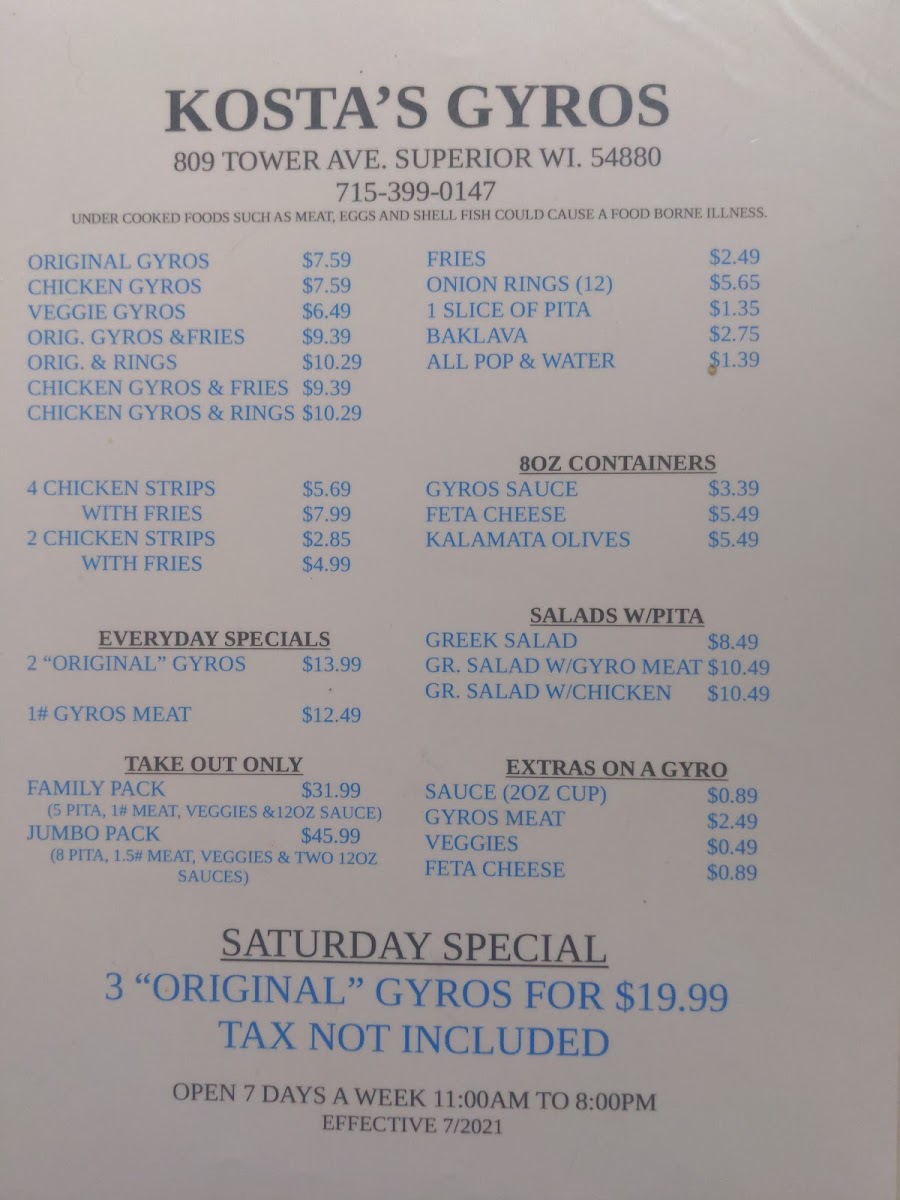 KOSTA'S GYROS
809 TOWER AVE. SUPERIOR WI. 54880
715-399-0147
UNDER COOKED FOODS SUCH AS MEAT, EGGS AND SHELL FISH COULD CAUSE A FOOD BORNE ILLNESS.
ORIGINAL GYROS $7.59
CHICKEN GYROS $7.59
VEGGIE GYROS $6.49
ORIG. GYROS &FRIES $9.39
ORIG. & RINGS $10.29
CHICKEN GYROS & FRIES $9.39
CHICKEN GYROS & RINGS $10.29
4 CHICKEN STRIPS $5.69
WITH FRIES $7.99
2 CHICKEN STRIPS $2.85
WITH FRIES $4.99
EVERYDAY SPECIALS
2 “ORIGINAL” GYROS $13.99
1# GYROS MEAT $12.49
TAKE OUT ONLY
FAMILY PACK $31.99
(5 PITA, 1# MEAT, VEGGIES &12OZ SAUCE)
JUMBO PACK $45.99
(8 PITA, 1.5# MEAT, VEGGIES & TWO 12OZ
SAUCES)
FRIES $2.49
ONION RINGS (12) $5.65
1 SLICE OF PITA $1.35
BAKLAVA $2.75
ALL POP & WATER $1.39
8OZ CONTAINERS
GYROS SAUCE $3.39
FETA CHEESE $5.49
KALAMATA OLIVES $5.49
SALADS W/PITA
GREEK SALAD $8.49
GR. SALAD W/GYRO MEAT $10.49
GR. SALAD W/CHICKEN $10.49
EXTRAS ON A GYRO
SAUCE (2OZ CUP) $0.89
GYROS MEAT $2.49
VEGGIES $0.49
FETA CHEESE $0.89
SATURDAY SPECIAL
3 “ORIGINAL” GYROS FOR $19.99
TAX NOT INCLUDED
OPEN 7 DAYS A WEEK 11:00AM TO 8:00PM
EFFECTIVE 7/2021